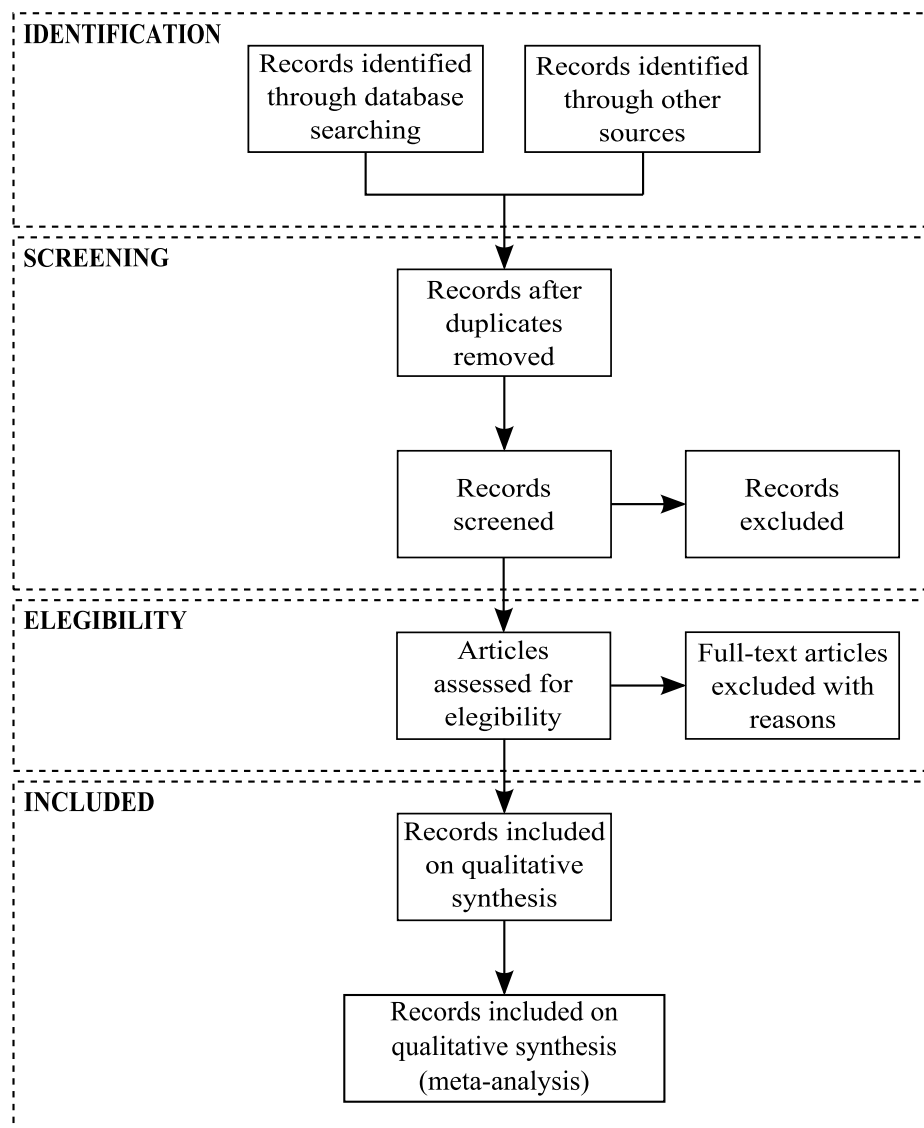 IDENTIFICATION
Records identified
through database
searching
Records identified
through other
sources
SCREENING
Records after
duplicates
removed
Records
screened
Records
excluded
ELEGIBILITY
Articles
assessed for
elegibility
Full-text articles
excluded with
reasons
INCLUDED
Records included
on qualitative
synthesis
Records included on
qualitative synthesis
(meta-analysis)